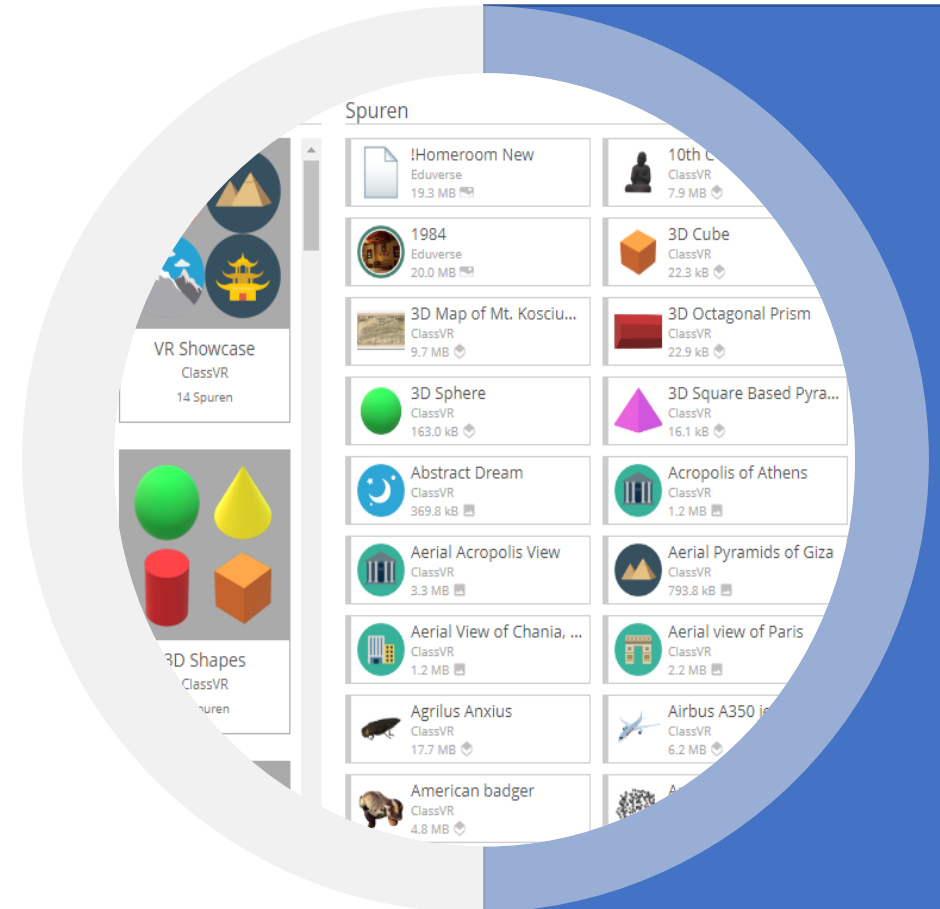 Spuren
VR Showcase
ClassVR
14 Spuren
3D Shapes
ClassVR
!Homeroom New
Eduverse
19.3 MB
10th
ClassVR
7.9 MB
1984
Eduverse
20.0 MB
3D Cube
ClassVR
22.3 kB
3D Map of Mt. Kosciu...
ClassVR
9.7 MB
3D Octagonal Prism
ClassVR
22.9 kB
3D Sphere
ClassVR
163.0 kB
3D Square Based Pyra...
ClassVR
16.1 kB
Abstract Dream
ClassVR
369.8 kB
Acropolis of Athens
ClassVR
1.2 MB
Aerial Acropolis View
ClassVR
3.3 MB
Aerial Pyramids of Giza
ClassVR
793.8 kB
Aerial View of Chania, ...
ClassVR
1.2 MB
Aerial view of Paris
ClassVR
2.2 MB
Agrilus Anxius
ClassVR
17.7 MB
Airbus A350
ClassVR
6.2 MB
American badger
ClassVR
4.8 MB